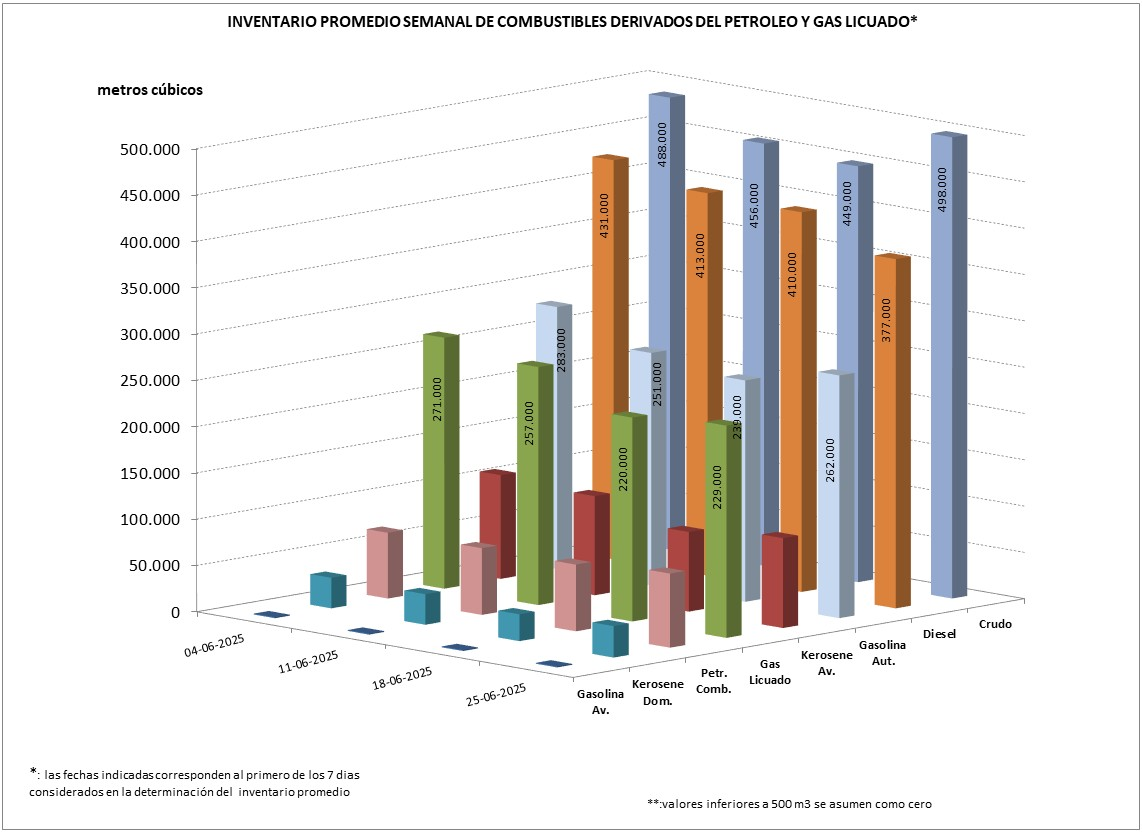 INVENTARIO PROMEDIO SEMANAL DE COMBUSTIBLES DERIVADOS DEL PETROLEO Y GAS LICUADO*
metros cúbicos
500.000
450.000
400.000
350.000
300.000
250.000
200.000
150.000
100.000
50.000
0
488.000
456.000
449.000
498.000
431.000
413.000
410.000
377.000
283.000
251.000
239.000
262.000
271.000
257.000
220.000
229.000
04-06-2025
11-06-2025
18-06-2025
25-06-2025
Gasolina
Av.
Kerosene
Dom.
Petr.
Comb.
Gas
Licuado
Kerosene
Av.
Gasolina
Aut.
Diesel
Crudo
*: las fechas indicadas corresponden al primero de los 7 dias
considerados en la determinación del inventario promedio
**:valores inferiores a 500 m3 se asumen como cero